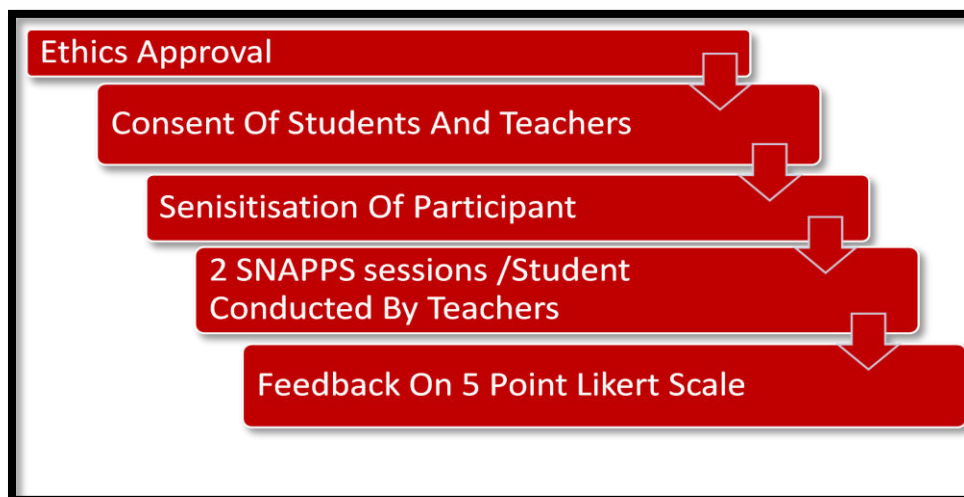 Ethics Approval
Consent Of Students And Teachers
Senisitisation Of Participant
2 SNAPPS sessions /Student
Conducted By Teachers
Feedback On 5 Point Likert Scale